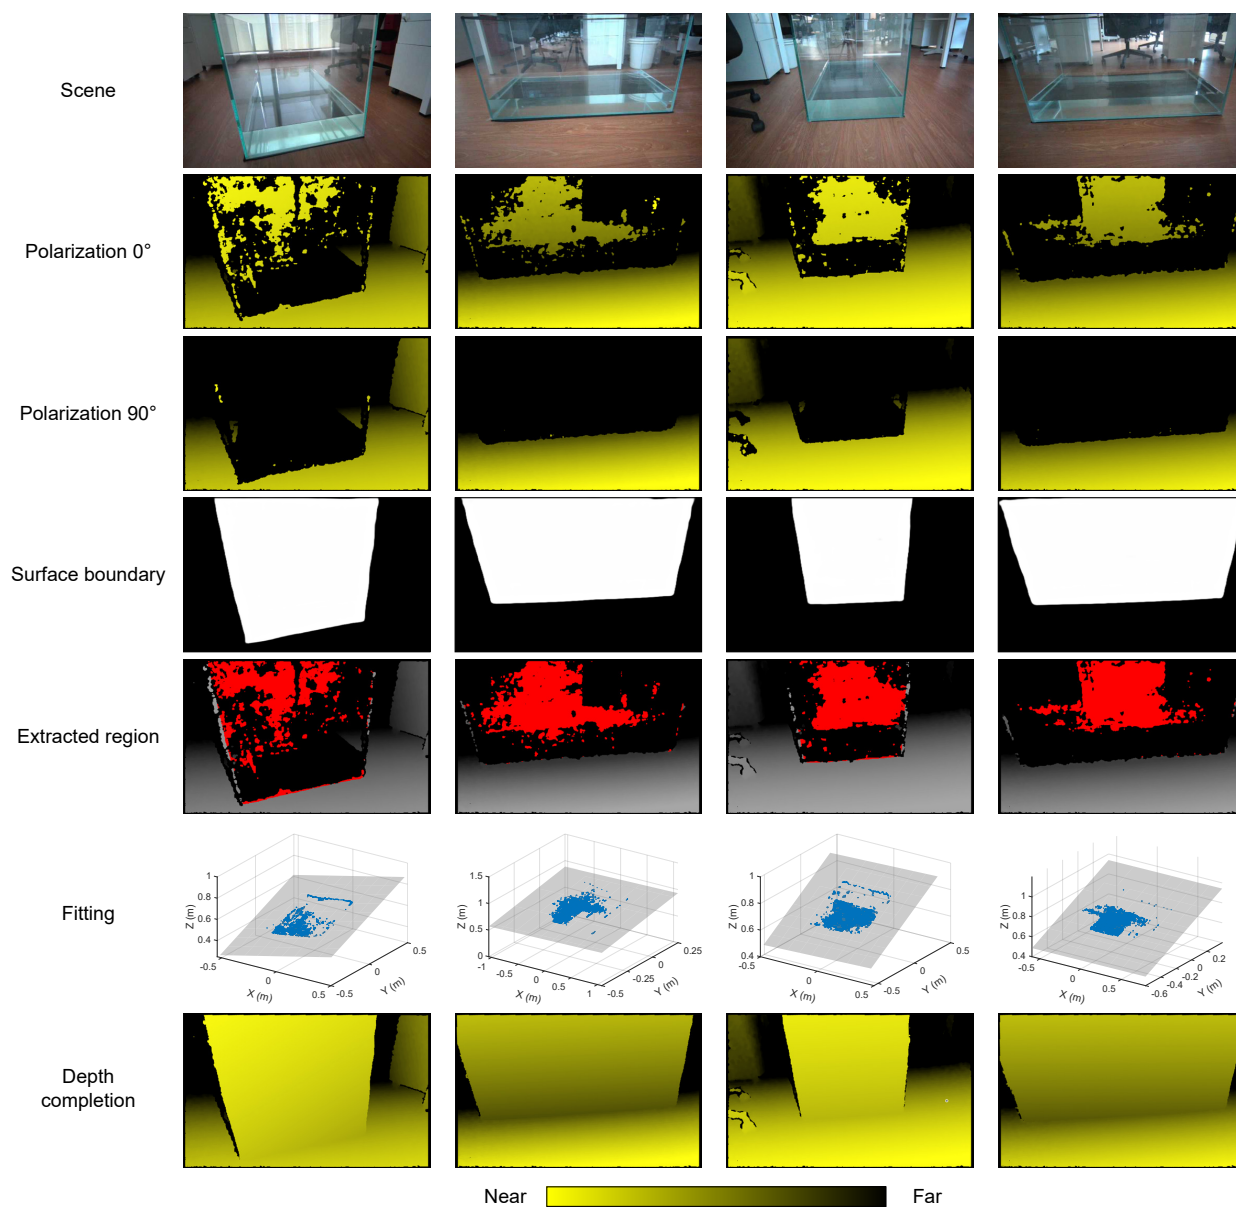 Scene
Polarization 0°
Polarization 90°
Surface boundary
Extracted region
Fitting
1
0.8
0.6
0.4
Z (m)
-0.5
0
0.5
X (m)
-0.5
0
0.5
Y (m)
1.5
1
0.5
0
Z (m)
-1
-0.5
0
0.5
1
X (m)
-0.5
-0.25
0
0.25
Y (m)
1
0.8
0.6
0.4
Z (m)
-0.5
0
0.5
X (m)
-0.5
0
0.5
Y (m)
1
0.8
0.6
0.4
Z (m)
-0.5
0
0.5
X (m)
-0.6
-0.4
-0.2
0
0.2
Y (m)
Depth
completion
Near
Far